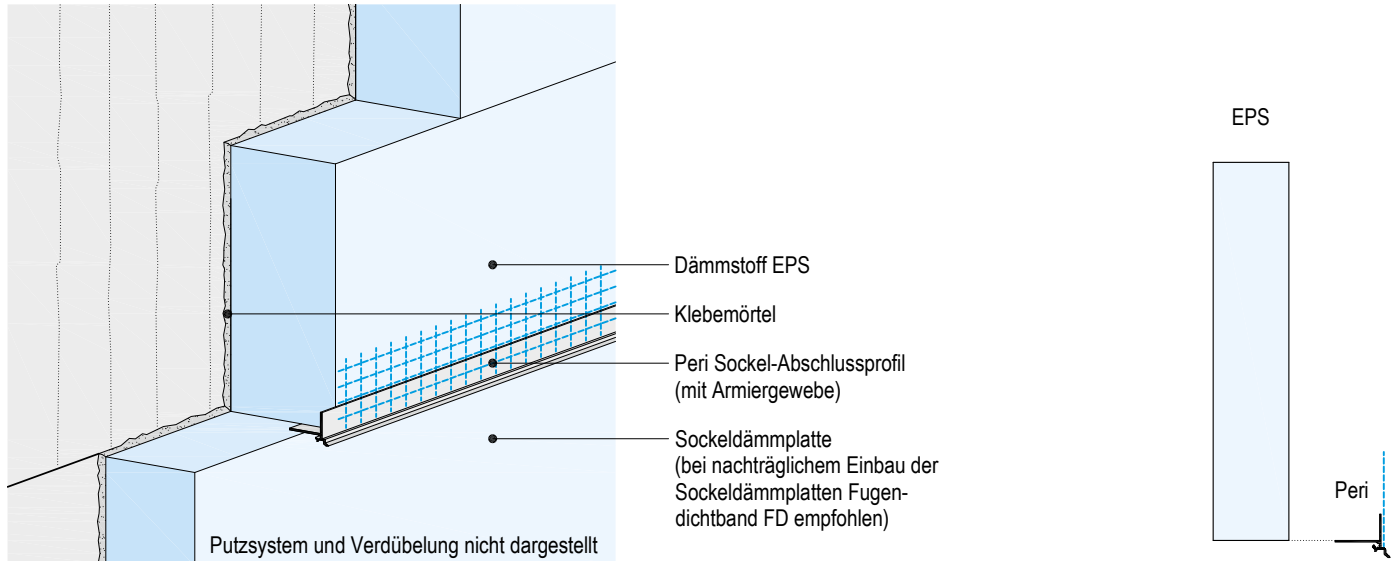 EPS
Dämmstoff EPS
Klebemörtel
Peri Sockel-Abschlussprofil
(mit Armiergewebe)
Sockeldämmplatte
(bei nachträglichem Einbau der
Sockeldämmplatten Fugen-
dichtband FD empfohlen)
Peri
Putzsystem und Verdübelung nicht dargestellt